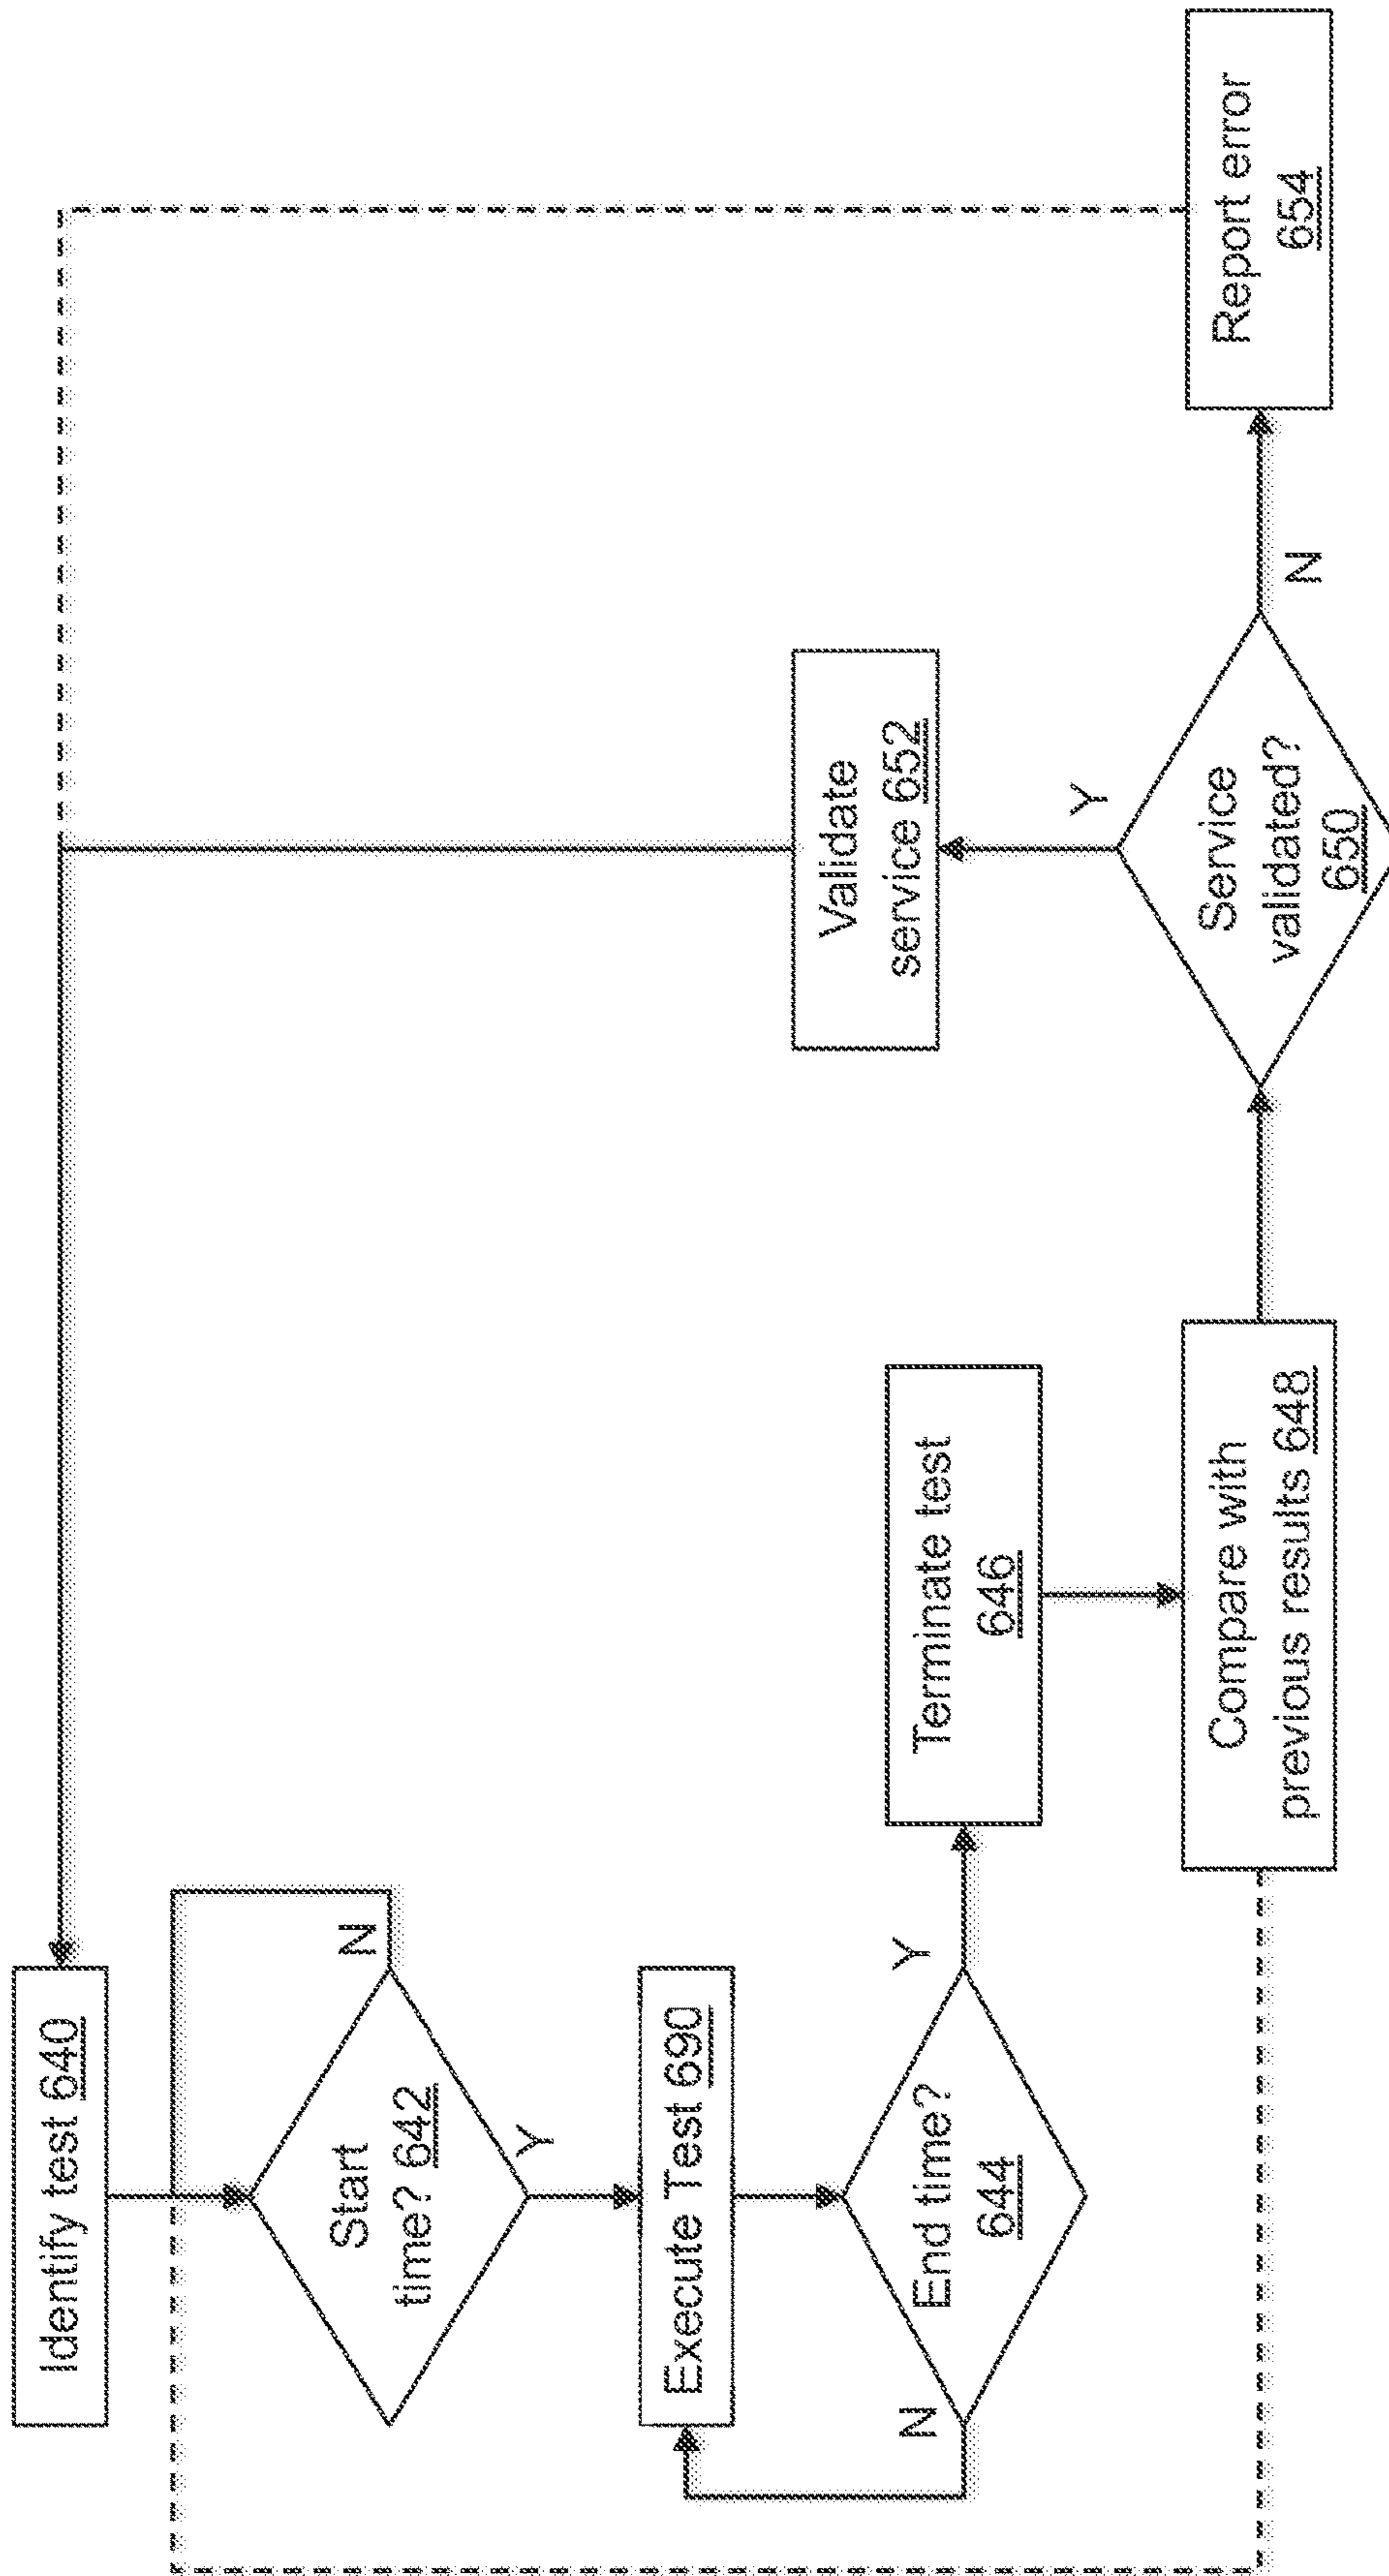 Identify test 640
Start
time? 642
N
Y
Execute Test 690
End time?
644
N
Y
Terminate test
646
Compare with
previous results 648
Service
validated?
650
Y
N
Validate
service 652
Report error
654